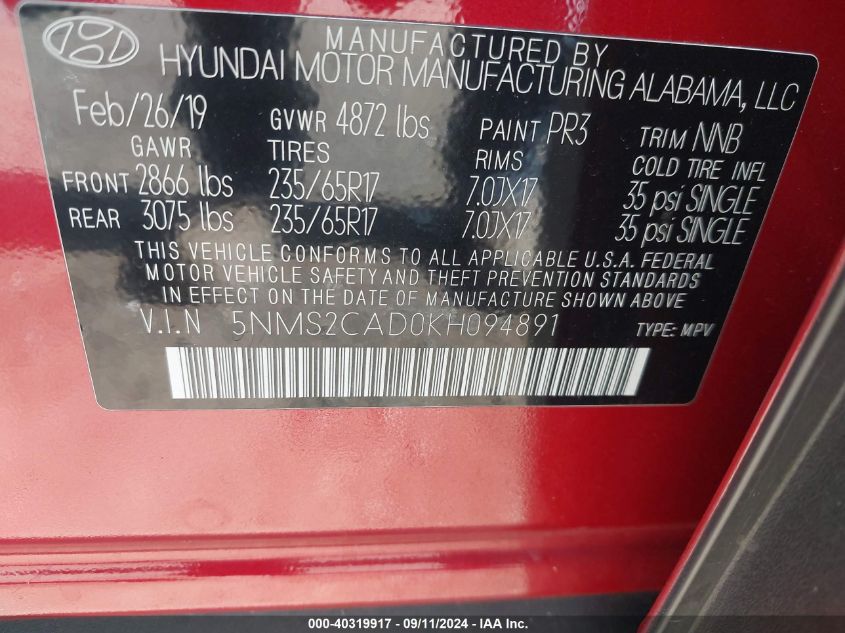 MANUFACTURED BY
HYUNDAI MOTOR MANUFACTURING ALABAMA, LLC
Feb/26/19 GVWR 4872 lbs PAINT PR3 TRIM NNB
GAWR TIRES RIMS COLD TIRE INFL
FRONT 2866 lbs 235/65R17 7.0JX17 35 psi SINGLE
REAR 3075 lbs 235/65R17 7.0JX17 35 psi SINGLE
THIS VEHICLE CONFORMS TO ALL APPLICABLE U.S.A. FEDERAL
MOTOR VEHICLE SAFETY AND THEFT PREVENTION STANDARDS
IN EFFECT ON THE DATE OF MANUFACTURE SHOWN ABOVE
V.I.N 5NMS2CAD0KH094891 TYPE: MPV
000-40319917 - 09/11/2024 - IAA Inc.